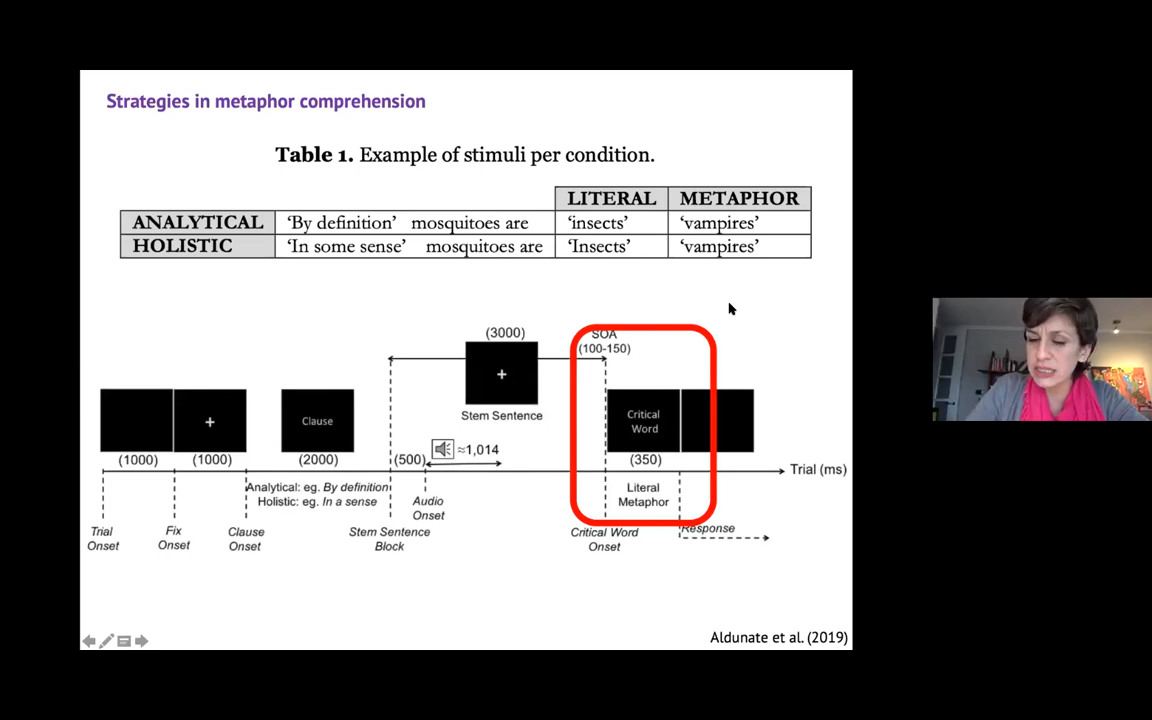 Strategies in metaphor comprehension
Table 1. Example of stimuli per condition.
LITERAL METAPHOR
ANALYTICAL 'By definition' mosquitoes are 'insects' 'vampires'
HOLISTIC 'In some sense' mosquitoes are 'Insects' 'vampires'
(3000)
SOA
(100-150)
+
Stem Sentence
+
Clause
Critical
Word
(1000) (1000) (2000) (500) ≈1,014 (350)
Trial (ms)
Analytical: eg. By definition
Holistic: eg. In a sense
Literal
Metaphor
Trial
Onset
Fix
Onset
Clause
Onset
Stem Sentence
Block
Audio
Onset
Critical Word
Onset
Response
Aldunate et al. (2019)